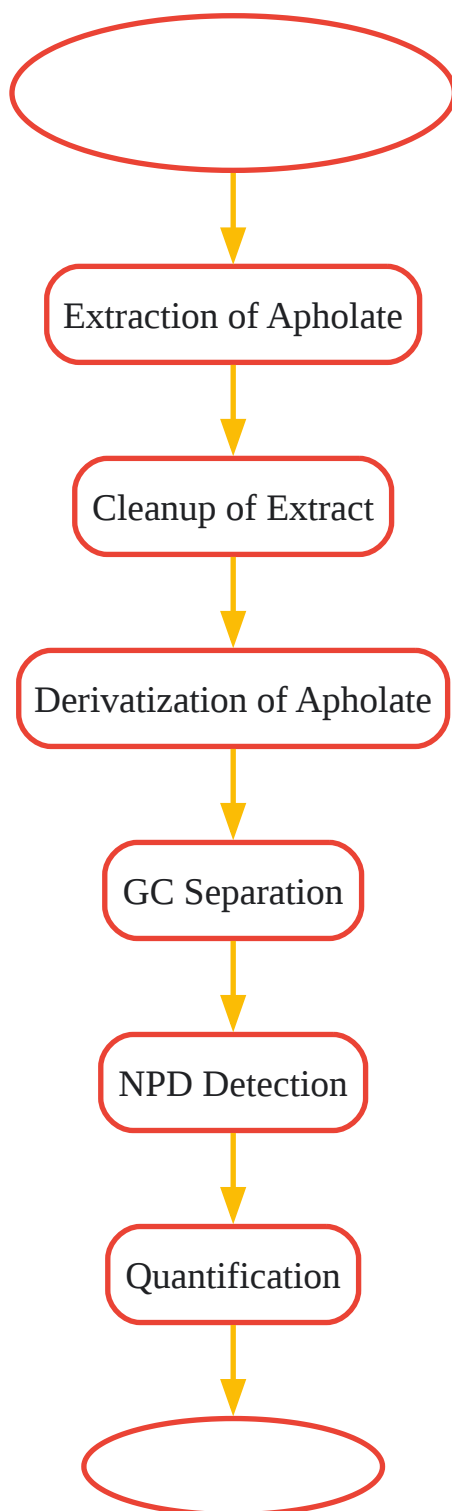 Extraction of Apholate
Cleanup of Extract
Derivatization of Apholate
GC Separation
NPD Detection
Quantification